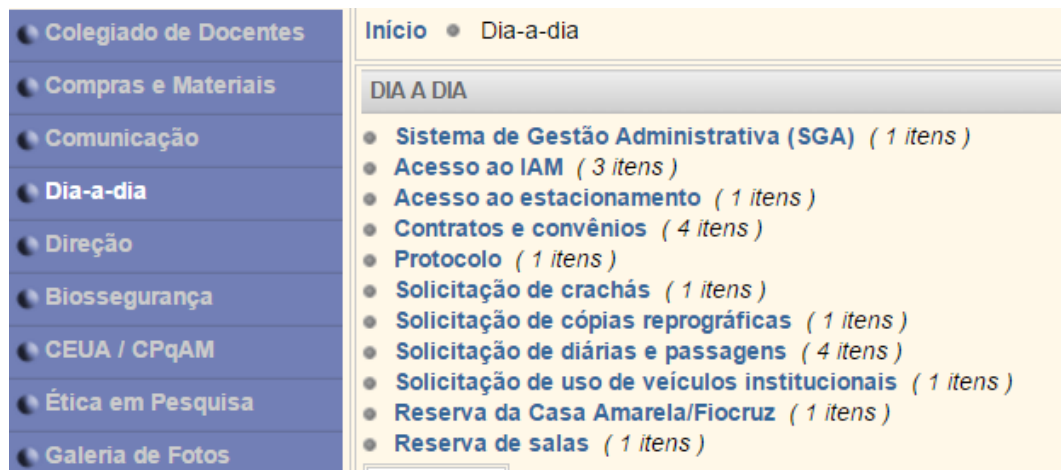 Colegiado de Docentes
Compras e Materiais
Comunicação
Dia-a-dia
Direção
Biossegurança
CEUA / CPqAM
Ética em Pesquisa
Galeria de Fotos
Início • Dia-a-dia
DIA A DIA
Sistema de Gestão Administrativa (SGA) ( 1 itens )
Acesso ao IAM ( 3 itens )
Acesso ao estacionamento ( 1 itens )
Contratos e convênios ( 4 itens )
Protocolo ( 1 itens )
Solicitação de crachás ( 1 itens )
Solicitação de cópias reprográficas ( 1 itens )
Solicitação de diárias e passagens ( 4 itens )
Solicitação de uso de veículos institucionais ( 1 itens )
Reserva da Casa Amarela/Fiocruz ( 1 itens )
Reserva de salas ( 1 itens )